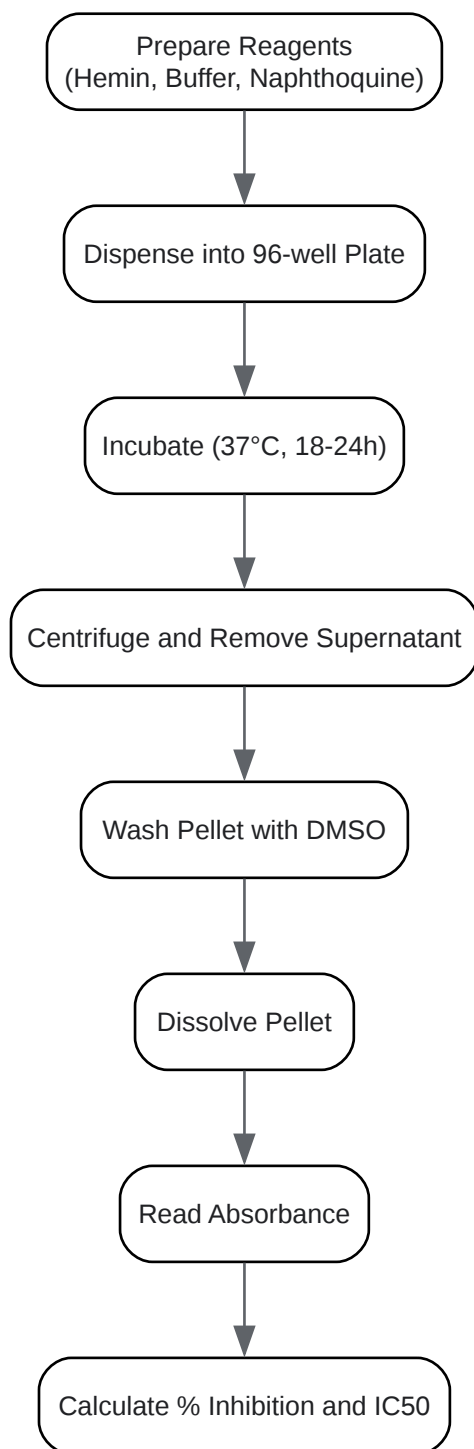 Prepare Reagents
(Hemin, Buffer, Naphthoquine)
Dispense into 96-well Plate
Incubate (37°C, 18-24h)
Centrifuge and Remove Supernatant
Wash Pellet with DMSO
Dissolve Pellet
Read Absorbance
Calculate % Inhibition and IC50